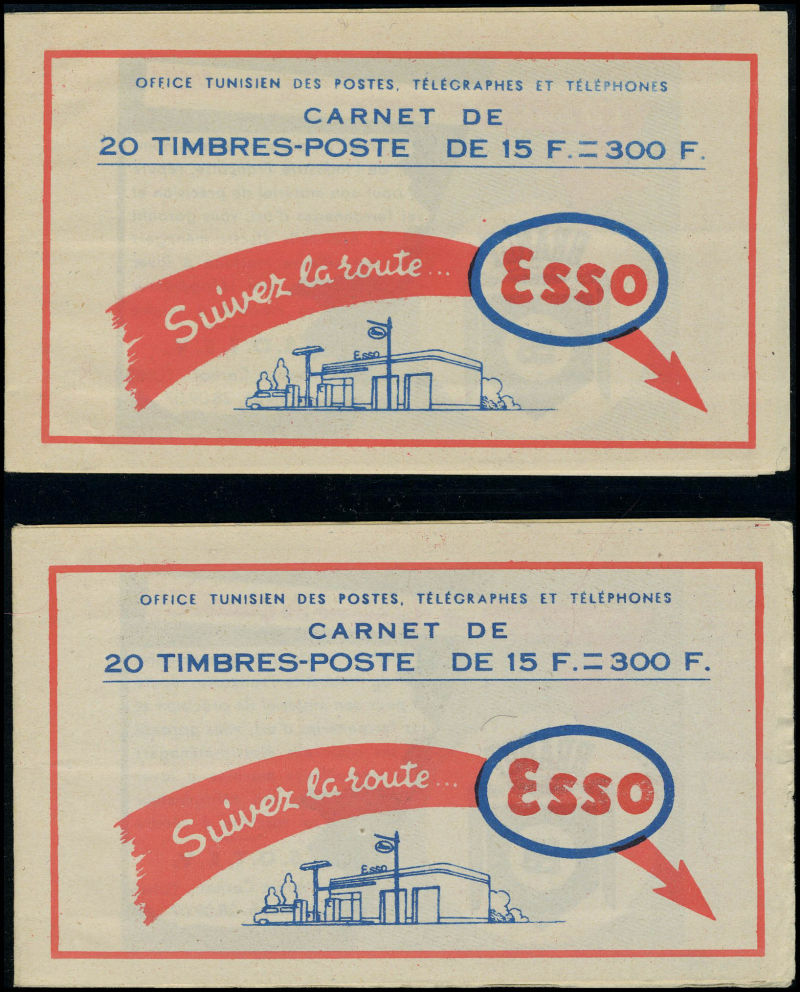 OFFICE TUNISIEN DES POSTES, TÉLÉGRAPHES ET TÉLÉPHONES
CARNET DE
20 TIMBRES-POSTE DE 15 F. = 300 F.
Suivez la route...
Esso
Esso
OFFICE TUNISIEN DES POSTES, TÉLÉGRAPHES ET TÉLÉPHONES
CARNET DE
20 TIMBRES-POSTE DE 15 F. = 300 F.
Suivez la route...
Esso
Esso